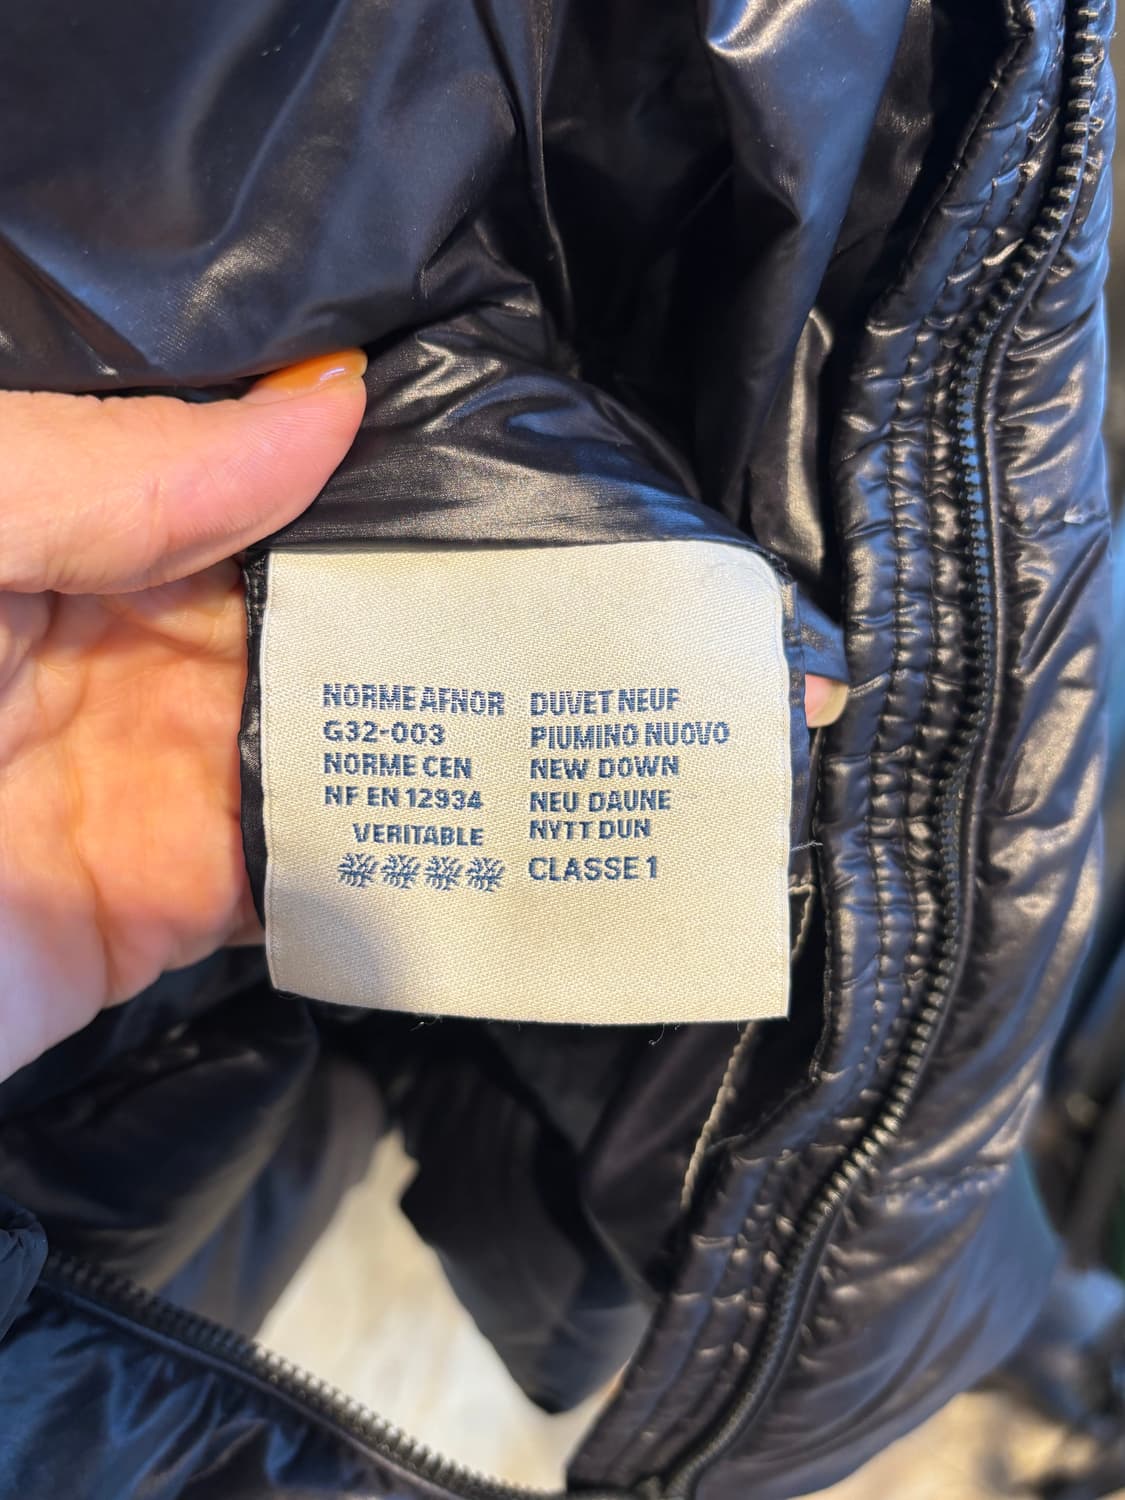 NORME AFNOR
G32-003
NORME CEN
NF EN 12934
VERITABLE
DUVET NEUF
PIUMINO NUOVO
NEW DOWN
NEU DAUNE
NYTT DUN
CLASSE 1